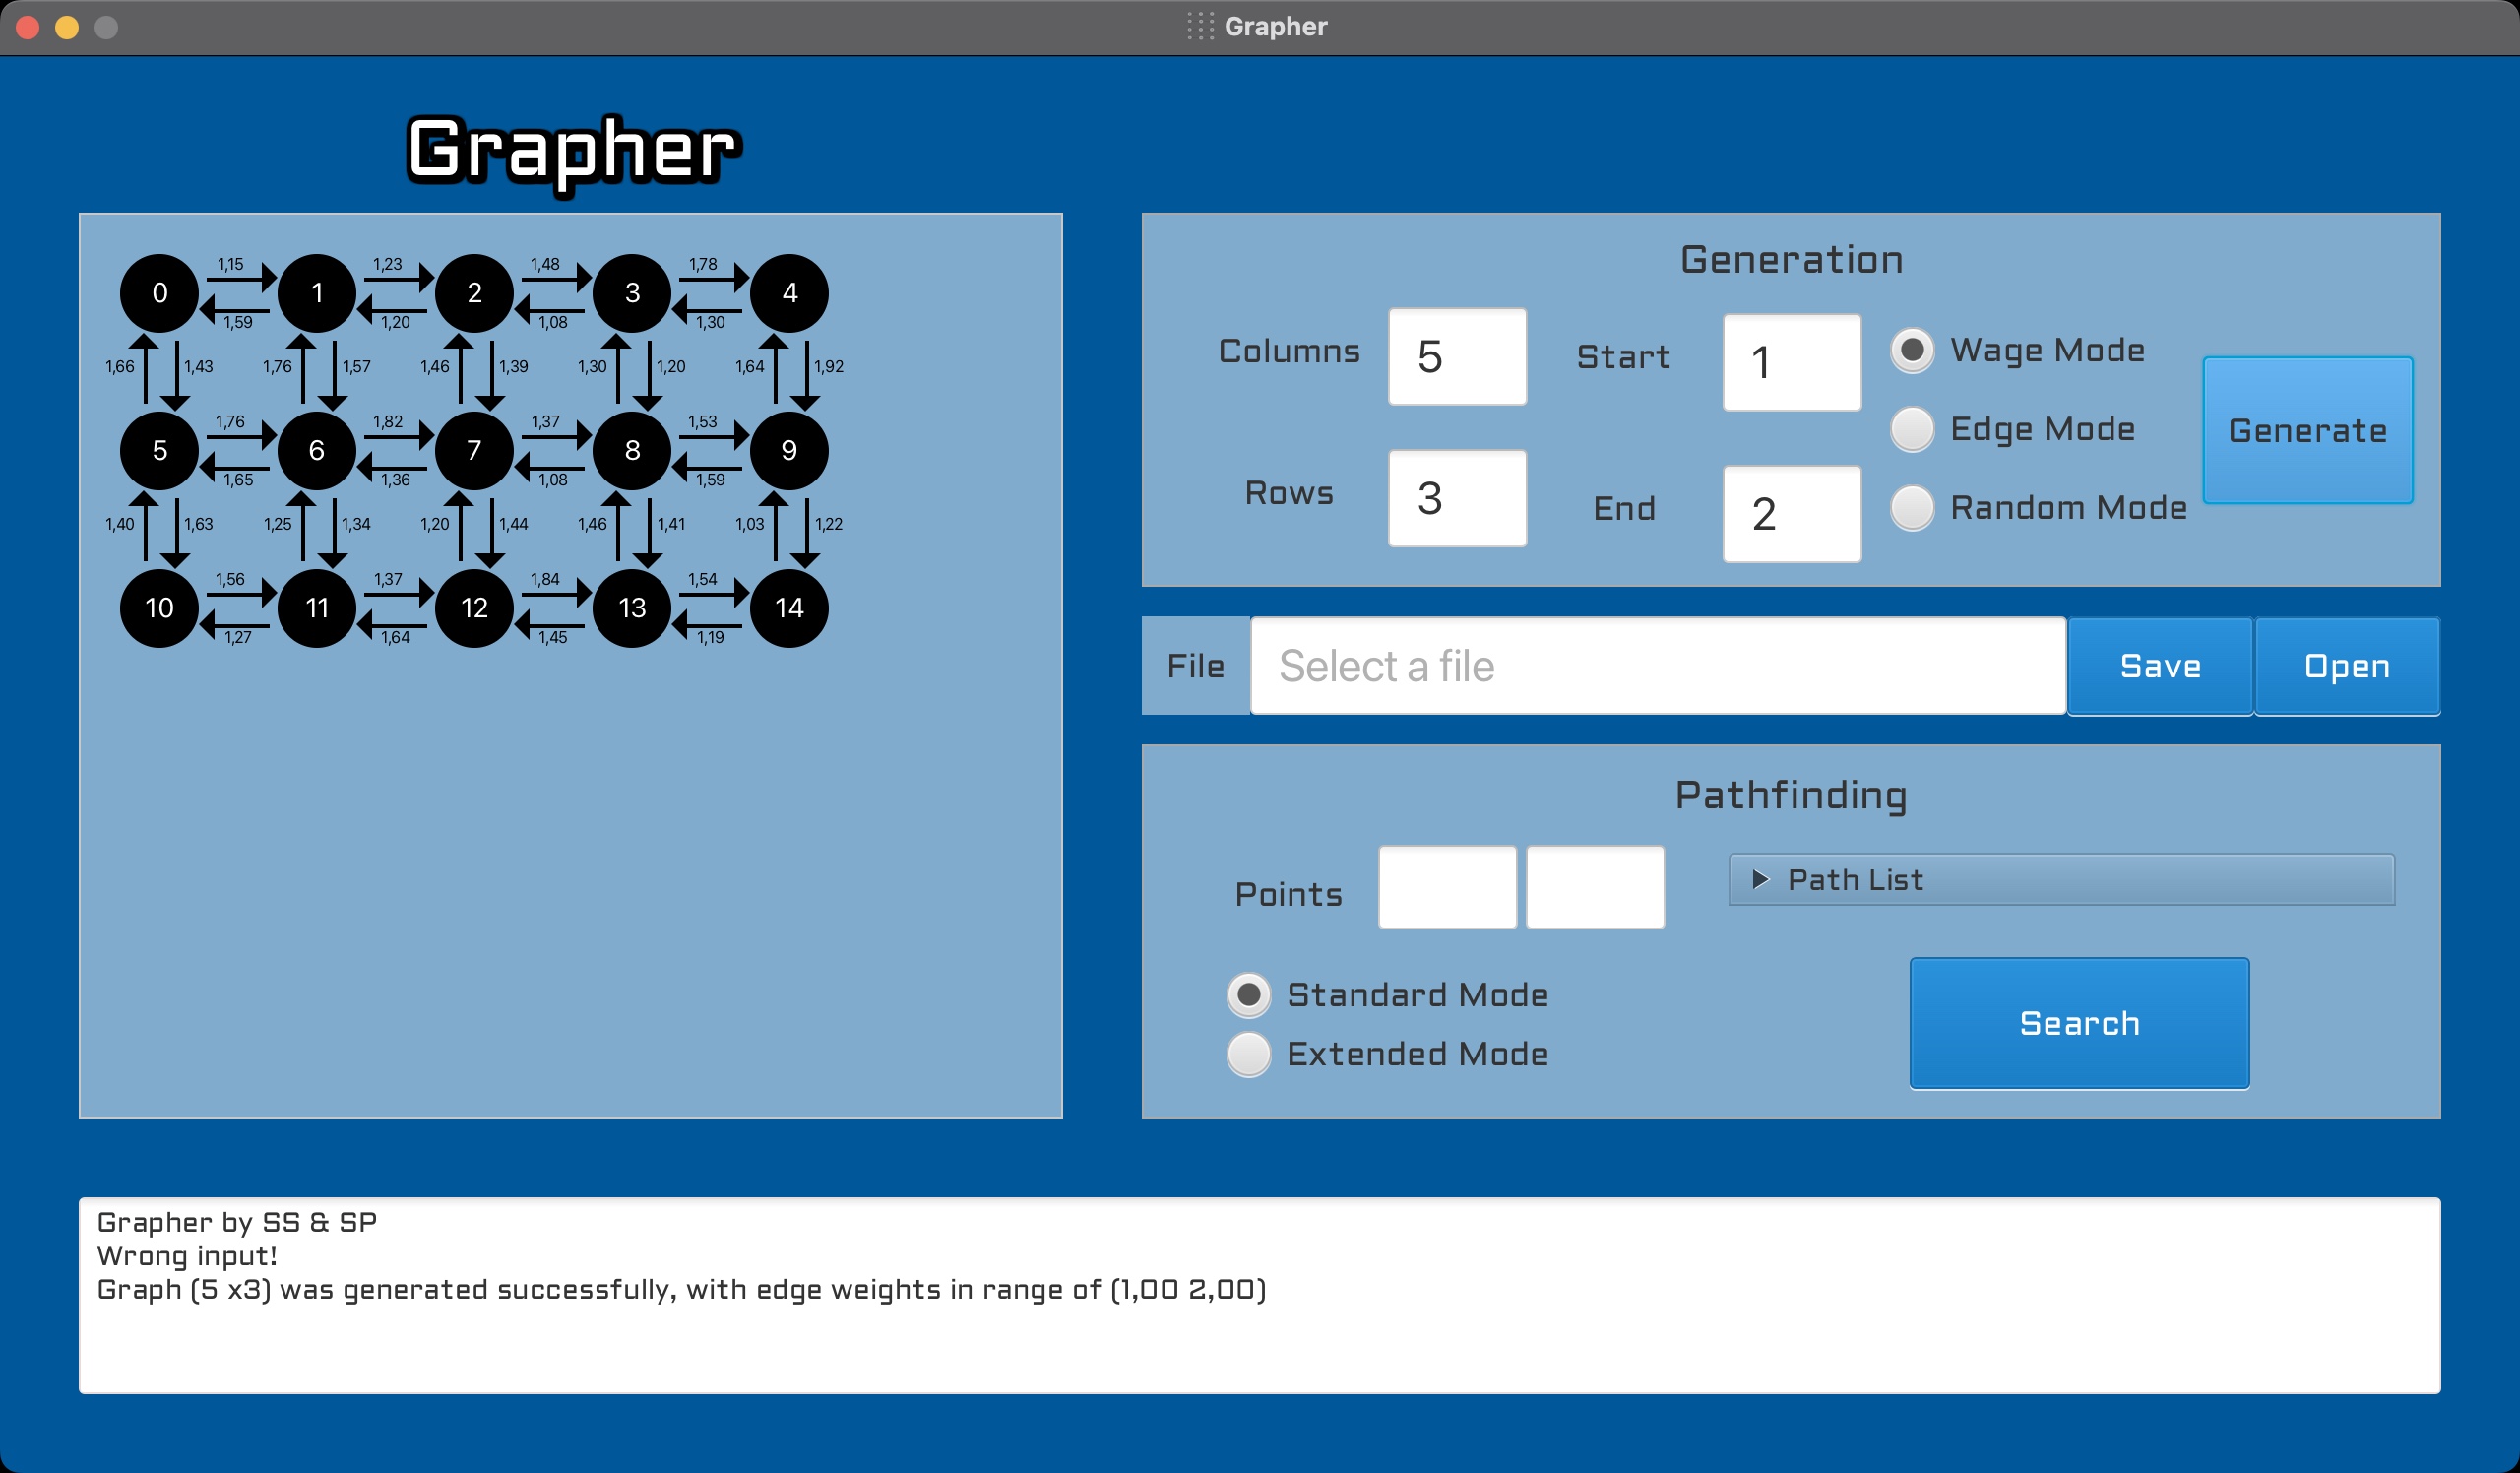 Grapher
Grapher
0 1,15 1 1,23 2 1,48 3 1,78 4
1,59 1,20 1,08 1,30
1,66 1,43 1,76 1,57 1,46 1,39 1,30 1,20 1,64 1,92
5 1,76 6 1,82 7 1,37 8 1,53 9
1,65 1,36 1,08 1,59
1,40 1,63 1,25 1,34 1,20 1,44 1,46 1,41 1,03 1,22
10 1,56 11 1,37 12 1,84 13 1,54 14
1,27 1,64 1,45 1,19
Generation
Columns 5
Start 1
Rows 3
End 2
Wage Mode
Edge Mode
Random Mode
Generate
File Select a file Save Open
Pathfinding
Points
Path List
Standard Mode
Extended Mode
Search
Grapher by SS & SP
Wrong input!
Graph (5 x3) was generated successfully, with edge weights in range of (1,00 2,00)